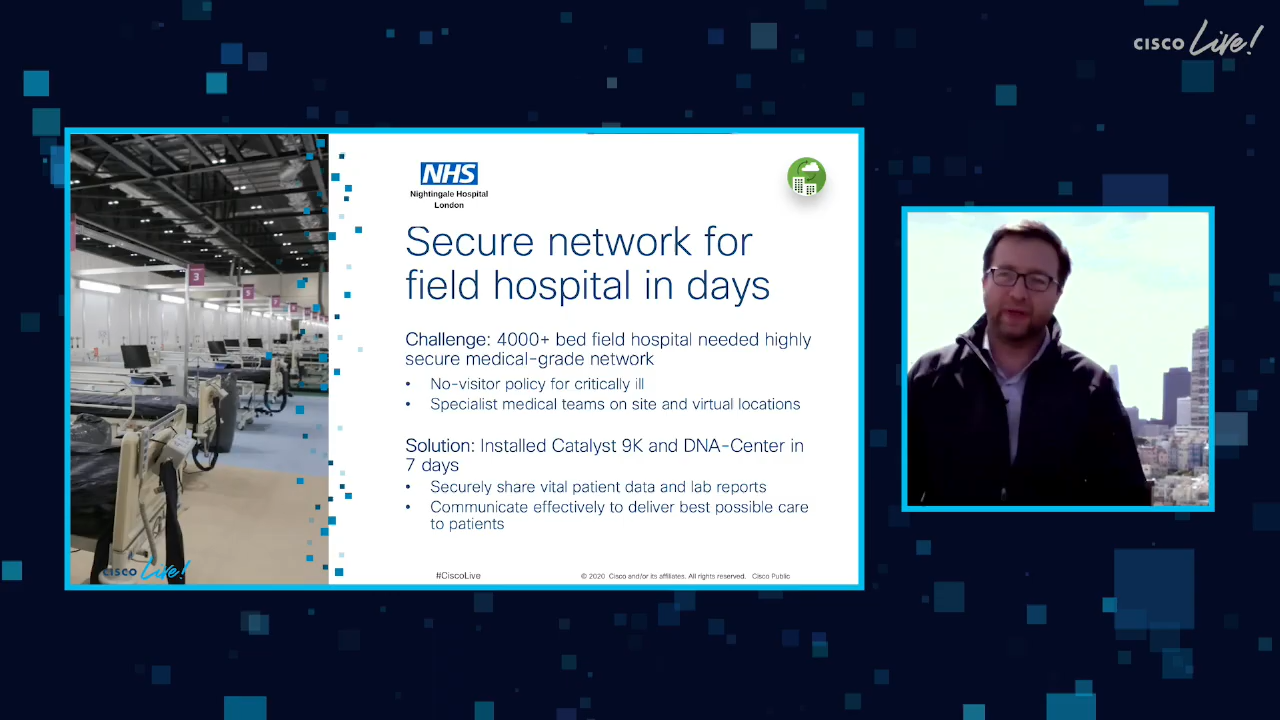 CISCO Live!
NHS
Nightingale Hospital
London
Secure network for
field hospital in days
Challenge: 4000+ bed field hospital needed highly
secure medical-grade network
• No-visitor policy for critically ill
• Specialist medical teams on site and virtual locations
Solution: Installed Catalyst 9K and DNA-Center in
7 days
• Securely share vital patient data and lab reports
• Communicate effectively to deliver best possible care
to patients
3
5
7
CISCO Live!
#CiscoLive
© 2020 Cisco and/or its affiliates. All rights reserved. Cisco Public